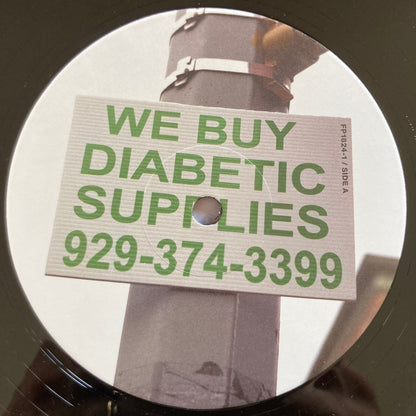 WE BUY
DIABETIC
SUPPLIES
929-374-3399
FP1824-1 / SIDE A